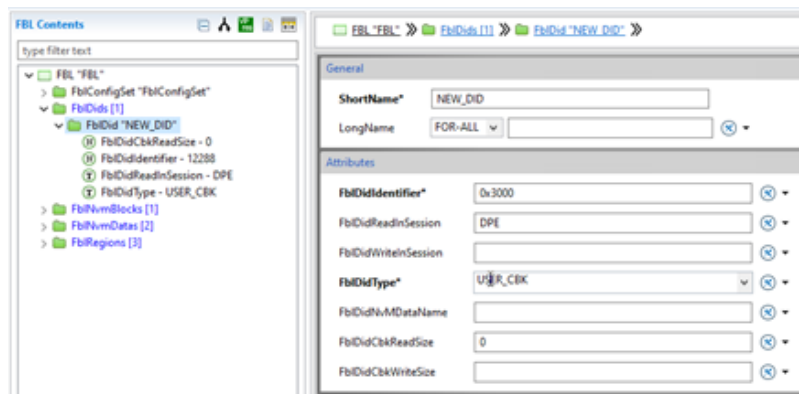 FBL Contents
type filter text
FBL "FBL"
FblConfigSet "FblConfigSet"
FblDids [1]
FblDid "NEW_DID"
FblDidCbkReadSize - 0
FblDidIdentifier - 12288
FblDidReadInSession - DPE
FblDidType - USER_CBK
FblNvmBlocks [1]
FblNvmDatas [2]
FblRegions [3]
FBL "FBL" FblDids [1] FblDid "NEW_DID"
General
ShortName* NEW_DID
LongName FOR-ALL
Attributes
FblDidIdentifier* 0x3000
FblDidReadInSession DPE
FblDidWriteInSession
FblDidType* USER_CBK
FblDidNvMDataName
FblDidCbkReadSize 0
FblDidCbkWriteSize